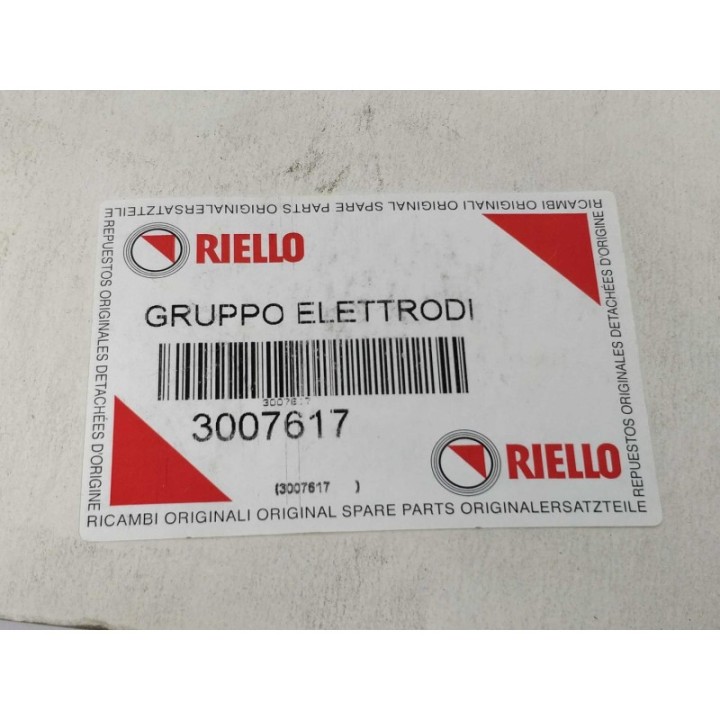 RICAMBI ORIGINALI ORIGINAL SPARE PARTS ORIGINALERSATZTEILE
REPUESTOS ORIGINALES DETACHÉES D'ORIGINE
RIELLO
GRUPPO ELETTRODI
3007617
3007617
(3007617 )
RIELLO
REPUESTOS ORIGINALES DETACHÉES D'ORIGINE
RICAMBI ORIGINALI ORIGINAL SPARE PARTS ORIGINALERSATZTEILE